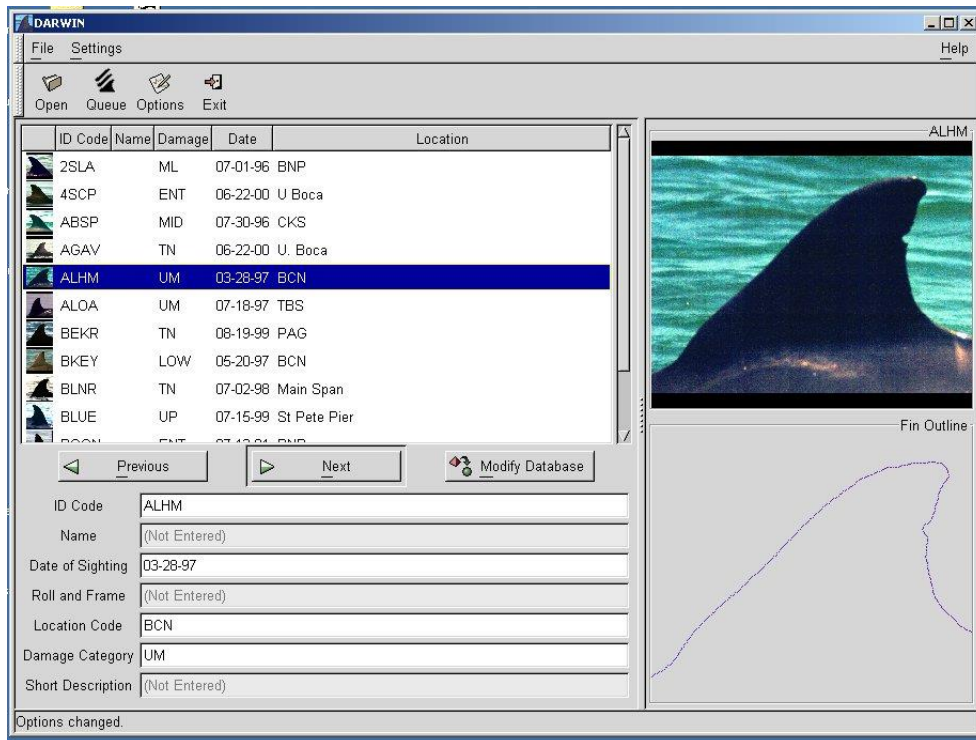 DARWIN
File Settings Help
Open Queue Options Exit
ID Code Name Damage Date Location
2SLA ML 07-01-96 BNP
4SCP ENT 06-22-00 U Boca
ABSP MID 07-30-96 CKS
AGAV TN 06-22-00 U. Boca
ALHM UM 03-28-97 BCN
ALOA UM 07-18-97 TBS
BEKR TN 08-19-99 PAG
BKEY LOW 05-20-97 BCN
BLNR TN 07-02-98 Main Span
BLUE UP 07-15-99 St Pete Pier
Previous Next Modify Database
ID Code ALHM
Name (Not Entered)
Date of Sighting 03-28-97
Roll and Frame (Not Entered)
Location Code BCN
Damage Category UM
Short Description (Not Entered)
ALHM
Fin Outline
Options changed.